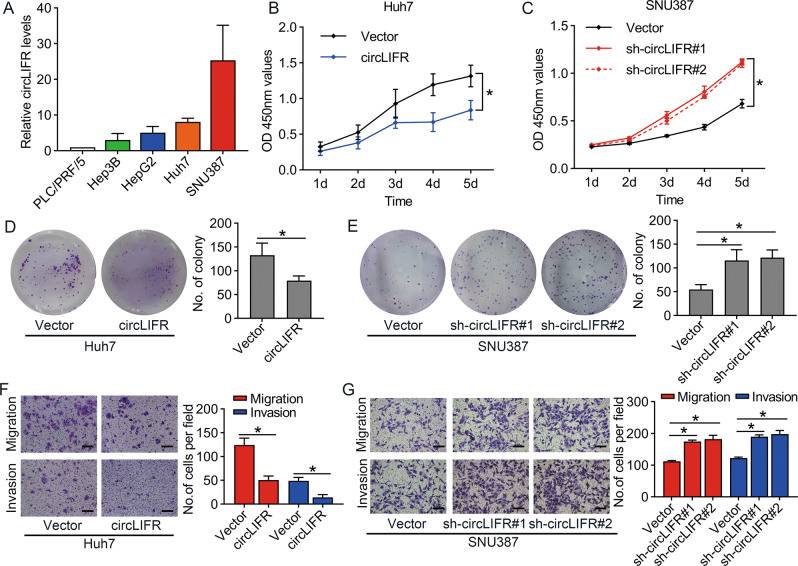 A
Relative circLIFR levels
40
30
20
10
0
PLC/PRF/5
Hep3B
HepG2
Huh7
SNU387
B
Huh7
Vector
circLIFR
OD 450nm values
2.0
1.5
1.0
0.5
0.0
*
1d 2d 3d 4d 5d
Time
C
SNU387
Vector
sh-circLIFR#1
sh-circLIFR#2
OD 450nm values
1.5
1.0
0.5
0.0
*
1d 2d 3d 4d 5d
Time
D
Vector circLIFR
Huh7
No. of colony
200
150
100
50
0
*
Vector
circLIFR
E
Vector sh-circLIFR#1 sh-circLIFR#2
SNU387
No. of colony
200
150
100
50
0
*
*
Vector
sh-circLIFR#1
sh-circLIFR#2
F
Migration
Invasion
Vector circLIFR
Huh7
Migration
Invasion
No.of cells per field
200
150
100
50
0
*
*
Vector
circLIFR
Vector
circLIFR
G
Migration
Invasion
Vector sh-circLIFR#1 sh-circLIFR#2
SNU387
Migration Invasion
No.of cells per field
300
200
100
0
*
*
*
*
Vector
sh-circLIFR#1
sh-circLIFR#2
Vector
sh-circLIFR#1
sh-circLIFR#2